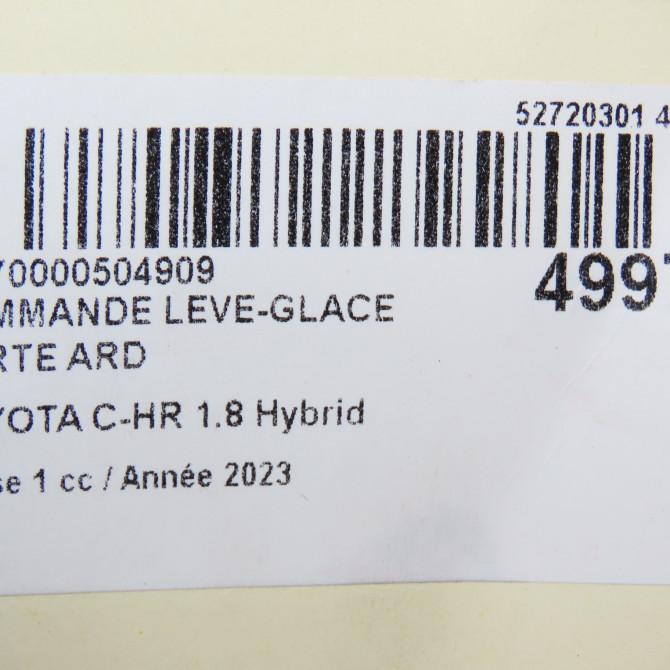 52720301 4
70000504909
499
MMANDE LEVE-GLACE
RTE ARD
YOTA C-HR 1.8 Hybrid
se 1 cc / Année 2023